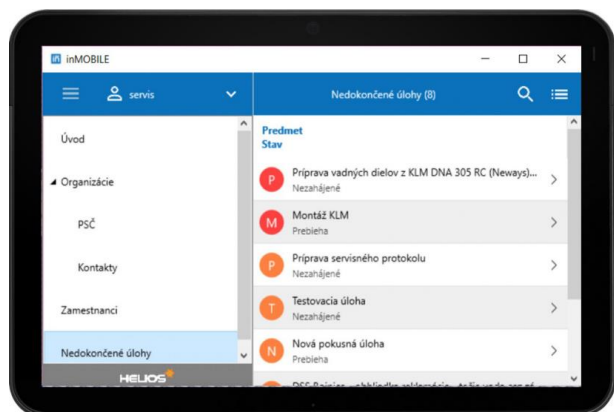 inMOBILE
servis
Nedokončené úlohy (8)
Úvod
Organizácie
PSČ
Kontakty
Zamestnanci
Nedokončené úlohy
HELIOS
Predmet
Stav
P
Príprava vadných dielov z KLM DNA 305 RC (Neways)...
Nezahájené
M
Montáž KLM
Prebieha
P
Príprava servisného protokolu
Nezahájené
T
Testovacia úloha
Nezahájené
N
Nová pokusná úloha
Prebieha